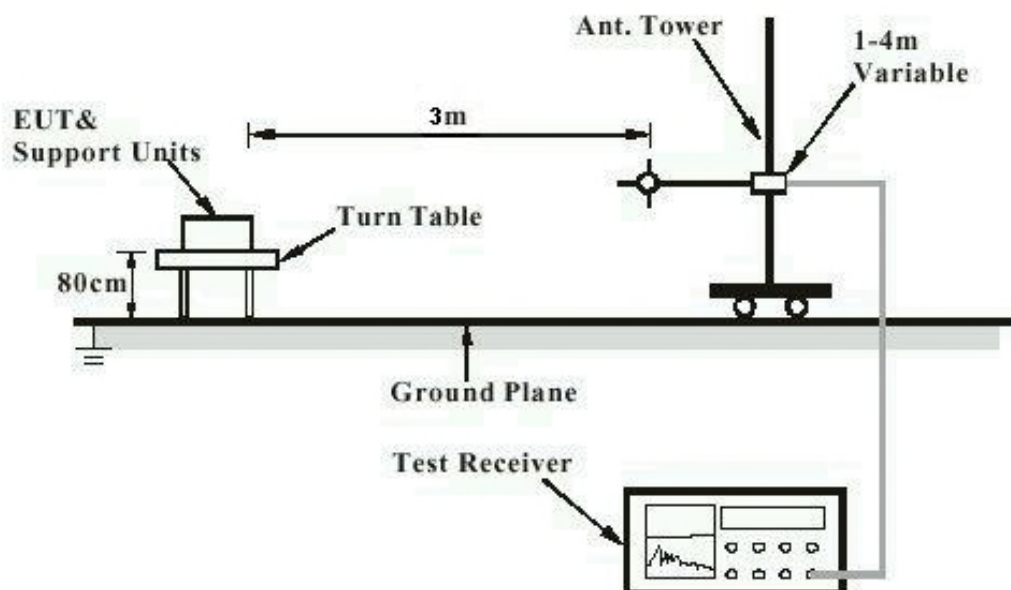 Ant. Tower
1-4m
Variable
3m
EUT&
Support Units
Turn Table
80cm
Ground Plane
Test Receiver